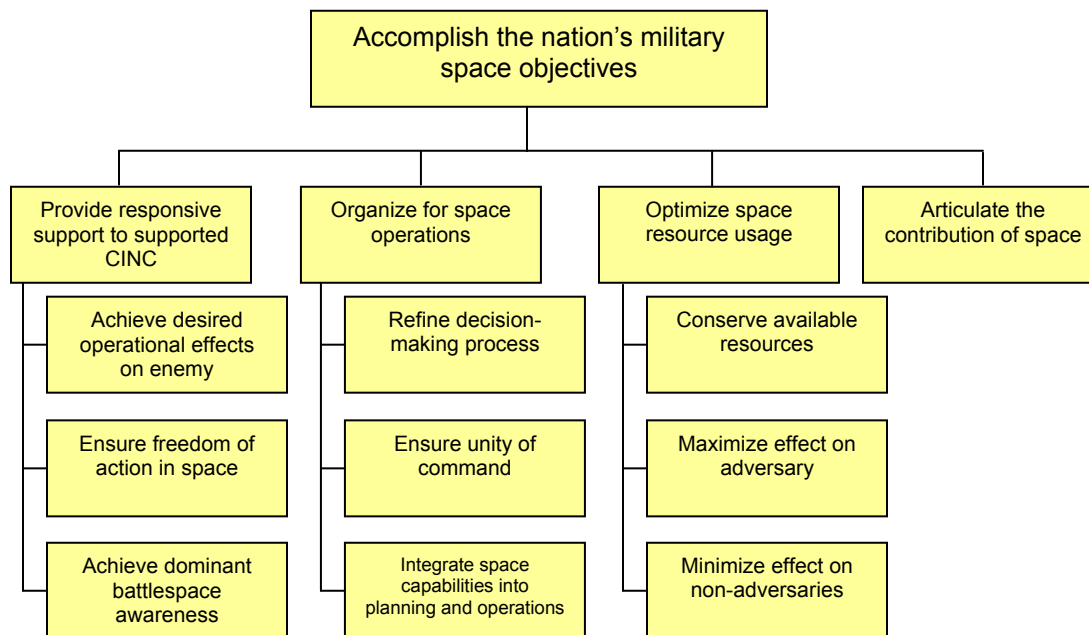 Accomplish the nation’s military
space objectives
Provide responsive
support to supported
CINC
Organize for space
operations
Optimize space
resource usage
Articulate the
contribution of space
Achieve desired
operational effects
on enemy
Refine decision-
making process
Conserve available
resources
Ensure freedom of
action in space
Ensure unity of
command
Maximize effect on
adversary
Achieve dominant
battlespace
awareness
Integrate space
capabilities into
planning and operations
Minimize effect on
non-adversaries